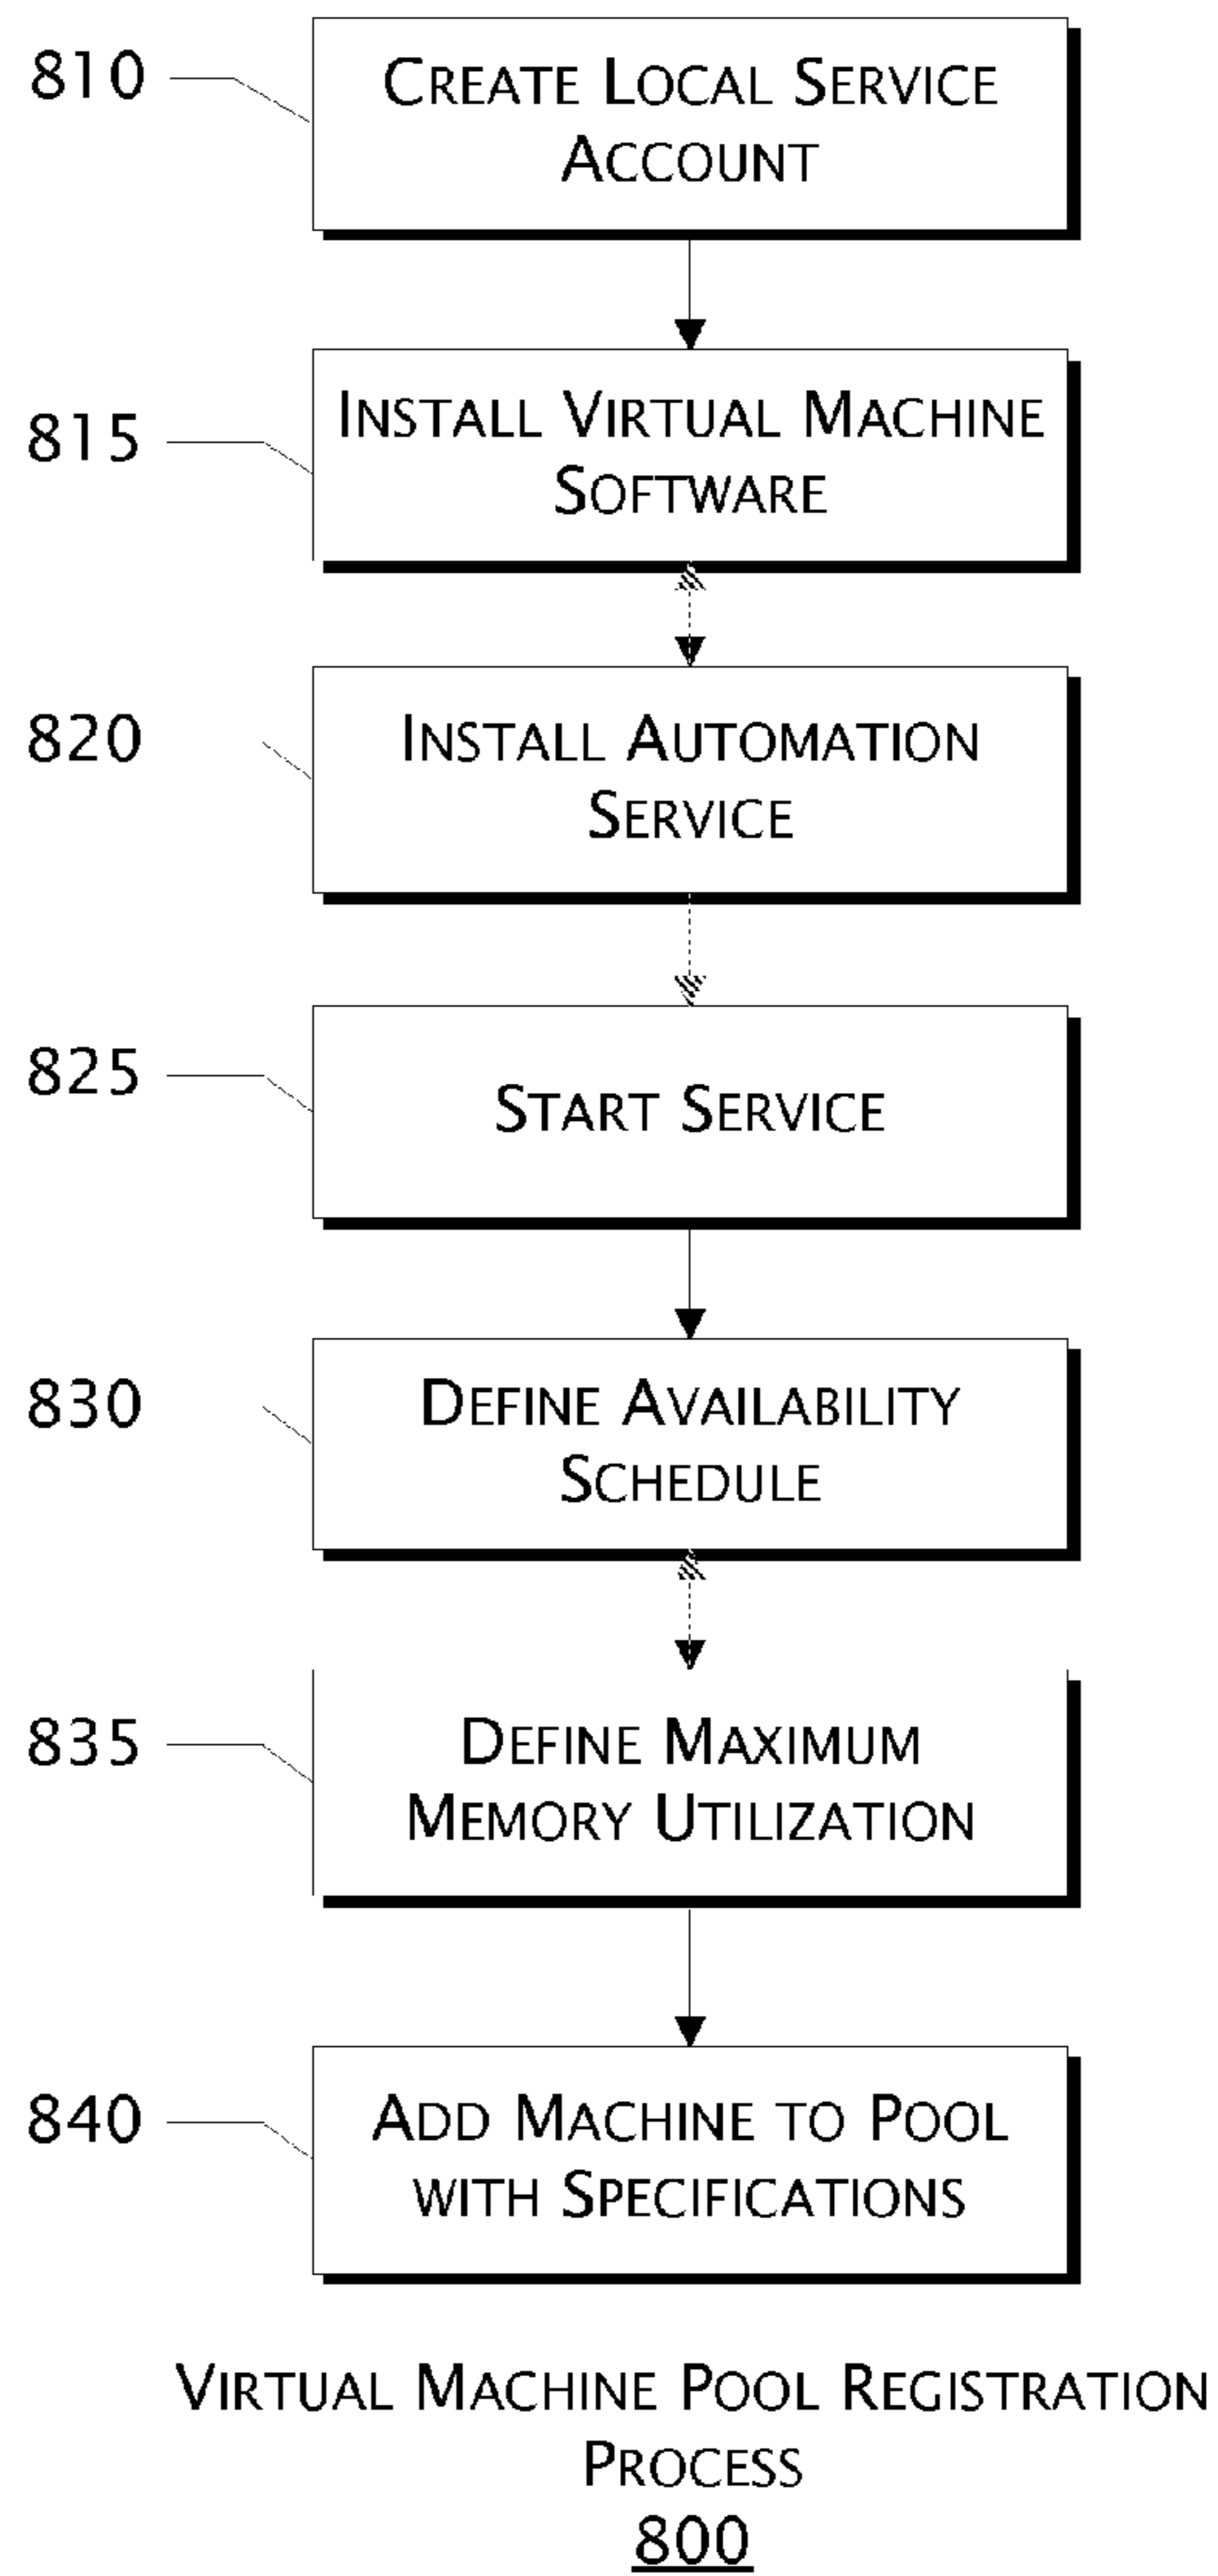 810
CREATE LOCAL SERVICE
ACCOUNT
815
INSTALL VIRTUAL MACHINE
SOFTWARE
820
INSTALL AUTOMATION
SERVICE
825
START SERVICE
830
DEFINE AVAILABILITY
SCHEDULE
835
DEFINE MAXIMUM
MEMORY UTILIZATION
840
ADD MACHINE TO POOL
WITH SPECIFICATIONS
VIRTUAL MACHINE POOL REGISTRATION
PROCESS
800